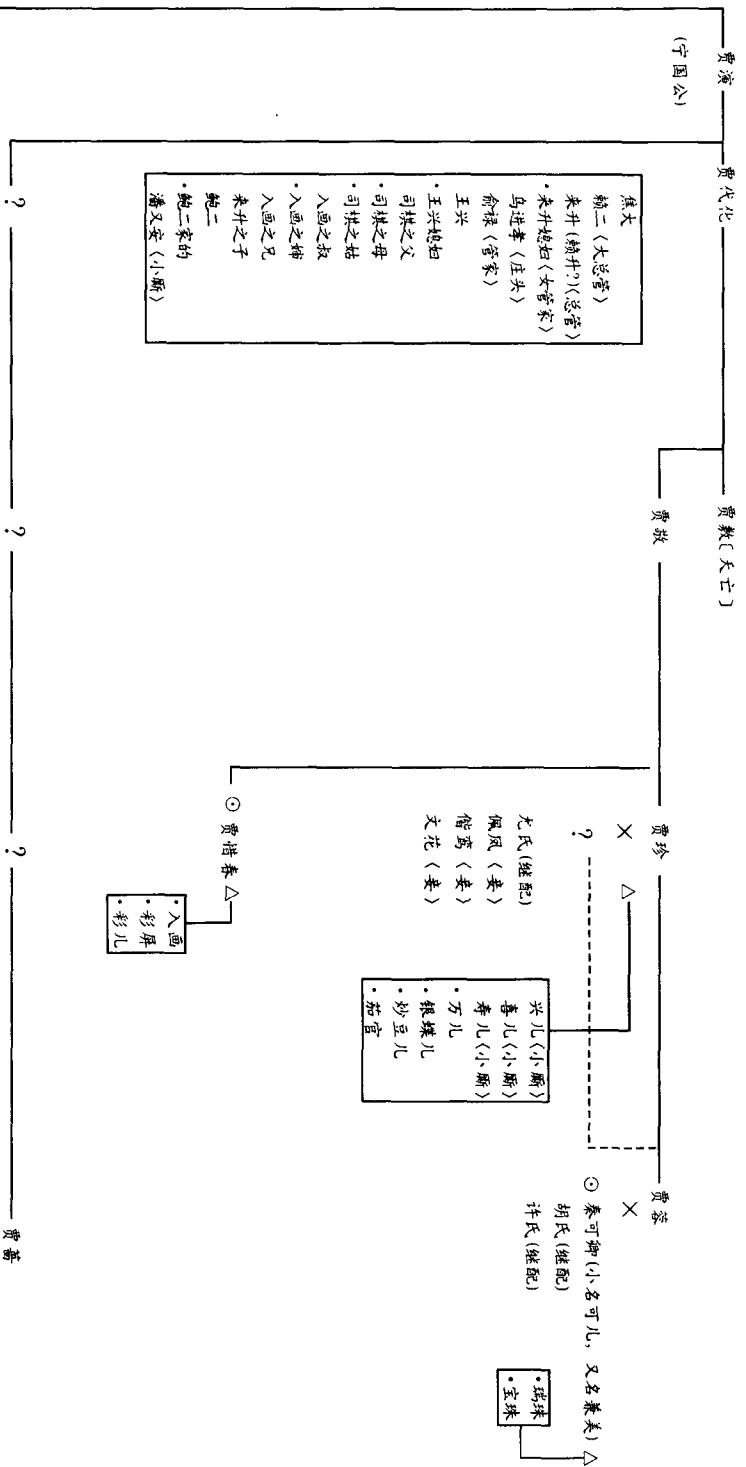 贾演
(宁国公)
贾代化
贾敷[夭亡]
贾敬
焦大
赖二〈大总管〉
来升(赖升?)〈总管〉
·来升媳妇〈女管家〉
乌进孝〈庄头〉
俞禄〈管家〉
王兴
·王兴媳妇
司棋之父
·司棋之母
·司棋之姑
入画之叔
·入画之婶
入画之兄
来升之子
鲍二
·鲍二家的
潘又安〈小厮〉
贾珍
×
?
尤氏(继配)
佩凤〈妾〉
偕鸾〈妾〉
文花〈妾〉
△
兴儿〈小厮〉
喜儿〈小厮〉
寿儿〈小厮〉
·万儿
·银蝶儿
·炒豆儿
·茄官
⊙贾惜春△
·入画
·彩屏
·彩儿
贾蓉
×
⊙秦可卿(小名可儿，又名兼美)△
胡氏(继配)
许氏(继配)
·瑞珠
·宝珠
?
?
?
贾蔷